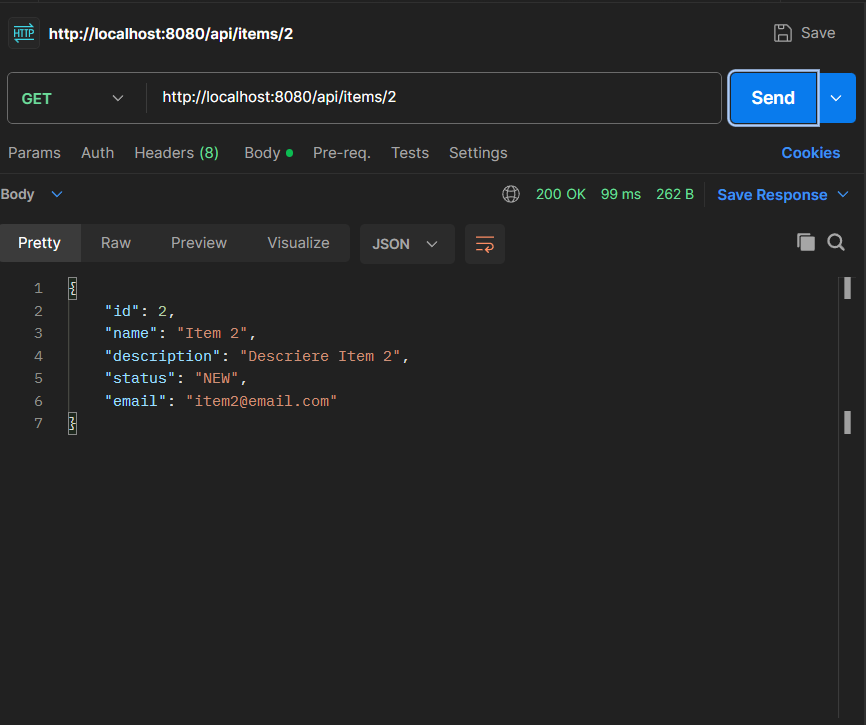 HTTP http://localhost:8080/api/items/2 Save
GET http://localhost:8080/api/items/2 Send
Params Auth Headers (8) Body Pre-req. Tests Settings Cookies
Body 200 OK 99 ms 262 B Save Response
Pretty Raw Preview Visualize JSON
1 {
2 "id": 2,
3 "name": "Item 2",
4 "description": "Descriere Item 2",
5 "status": "NEW",
6 "email": "item2@email.com"
7 }